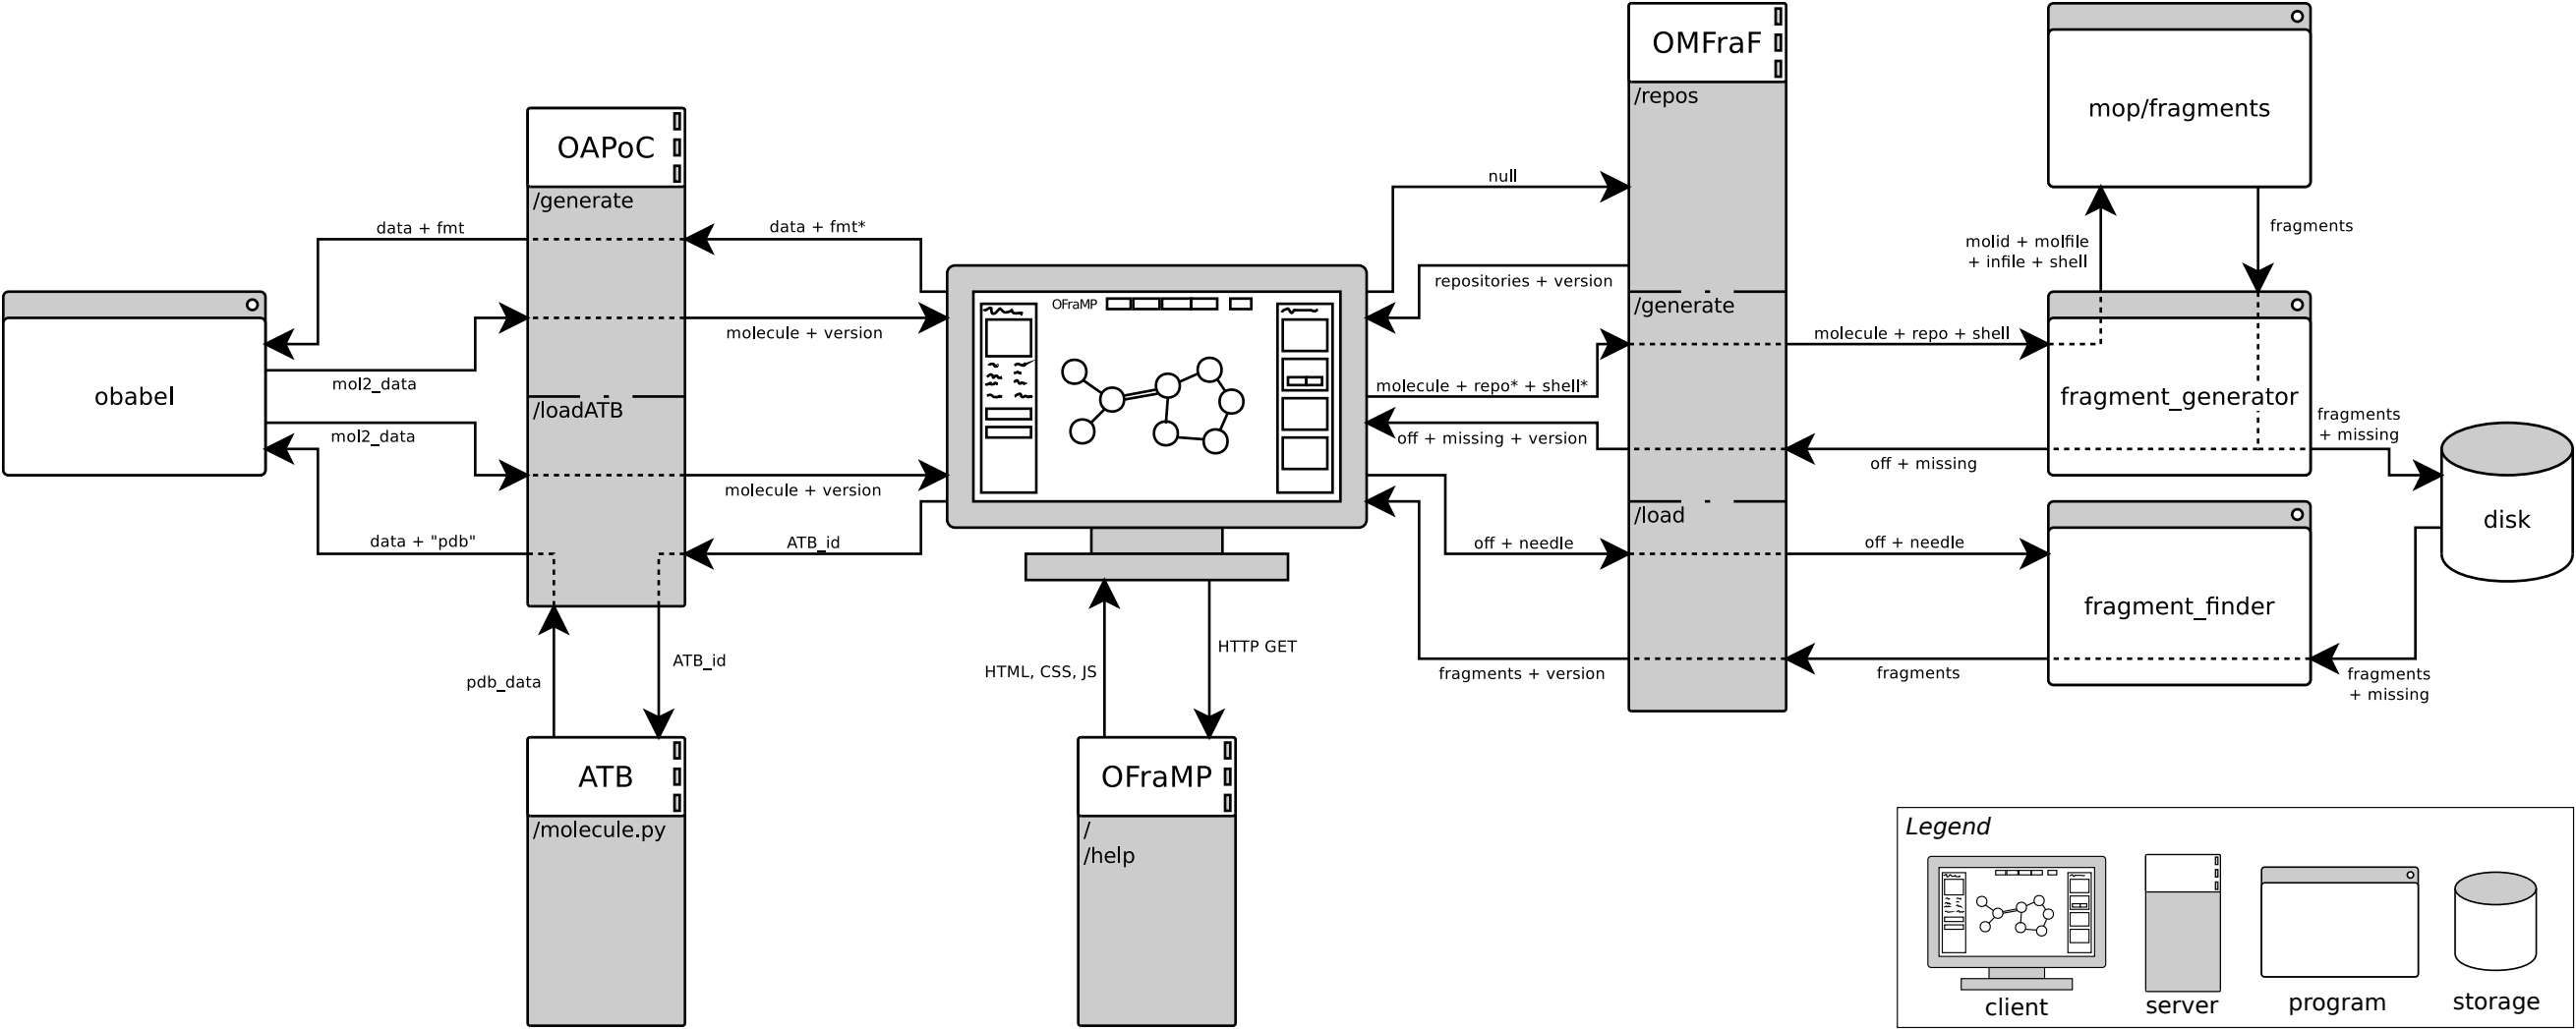 OMFraF
/repos
mop/fragments
OAPoC
/generate
null
data + fmt
data + fmt*
fragments
molid + molfile
+ infile + shell
repositories + version
OFraMP
/generate
molecule + version
molecule + repo + shell
mol2_data
molecule + repo* + shell*
obabel
fragment_generator
/loadATB
fragments
+ missing
mol2_data
off + missing + version
off + missing
molecule + version
/load
disk
data + "pdb"
ATB_id
off + needle
off + needle
fragment_finder
HTTP GET
ATB_id
HTML, CSS, JS
pdb_data
fragments + version
fragments
fragments
+ missing
ATB
OFraMP
/molecule.py
/
/help
Legend
client
server
program
storage